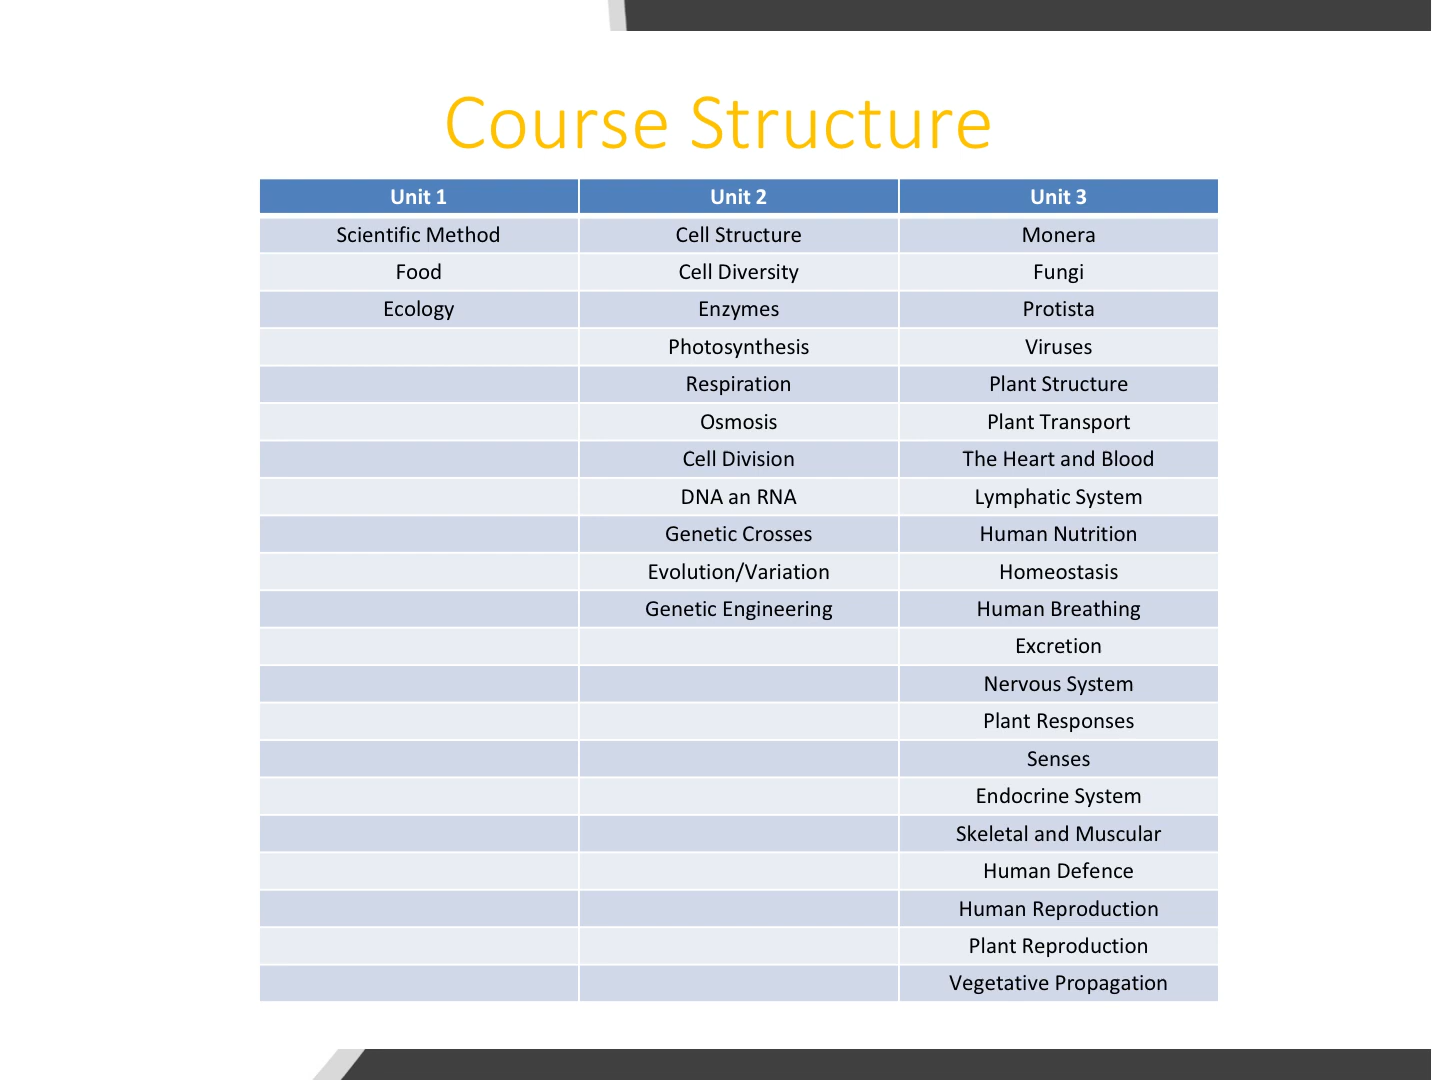 Course Structure
Unit 1 Unit 2 Unit 3
Scientific Method Cell Structure Monera
Food Cell Diversity Fungi
Ecology Enzymes Protista
Photosynthesis Viruses
Respiration Plant Structure
Osmosis Plant Transport
Cell Division The Heart and Blood
DNA an RNA Lymphatic System
Genetic Crosses Human Nutrition
Evolution/Variation Homeostasis
Genetic Engineering Human Breathing
Excretion
Nervous System
Plant Responses
Senses
Endocrine System
Skeletal and Muscular
Human Defence
Human Reproduction
Plant Reproduction
Vegetative Propagation